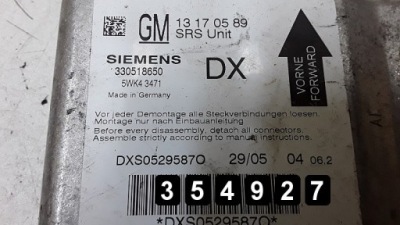 GM 13 17 05 89
SRS Unit
SIEMENS DX
330518650
5WK4 3471
Made in Germany
VORNE
FORWARD
Vor jeder Demontage alle Steckverbindungen loesen.
Montage nur nach Einbauanleitung
Before every disassembly, detach all connectors.
Assemble strictly according to manual instructions.
DXS0529587O 29/05 04 06.2
354927
*DXS0529587O*